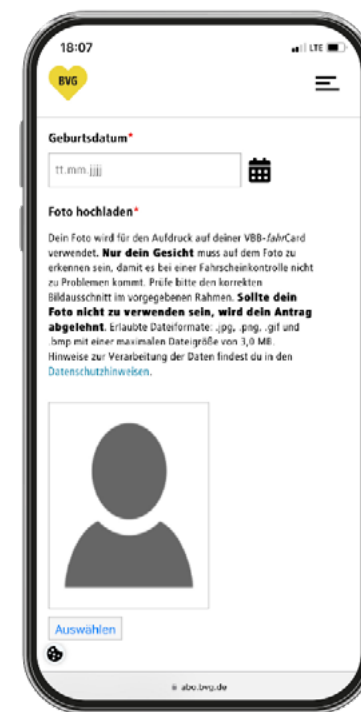 18:07
LTE
BVG
Geburtsdatum*
tt.mm.jjjj
Foto hochladen*
Dein Foto wird für den Aufdruck auf deiner VBB-fahrCard
verwendet. Nur dein Gesicht muss auf dem Foto zu
erkennen sein, damit es bei einer Fahrscheinkontrolle nicht
zu Problemen kommt. Prüfe bitte den korrekten
Bildausschnitt im vorgegebenen Rahmen. Sollte dein
Foto nicht zu verwenden sein, wird dein Antrag
abgelehnt. Erlaubte Dateiformate: .jpg, .png, .gif und
.bmp mit einer maximalen Dateigröße von 3,0 MB.
Hinweise zur Verarbeitung der Daten findest du in den
Datenschutzhinweisen.
Auswählen
abo.bvg.de